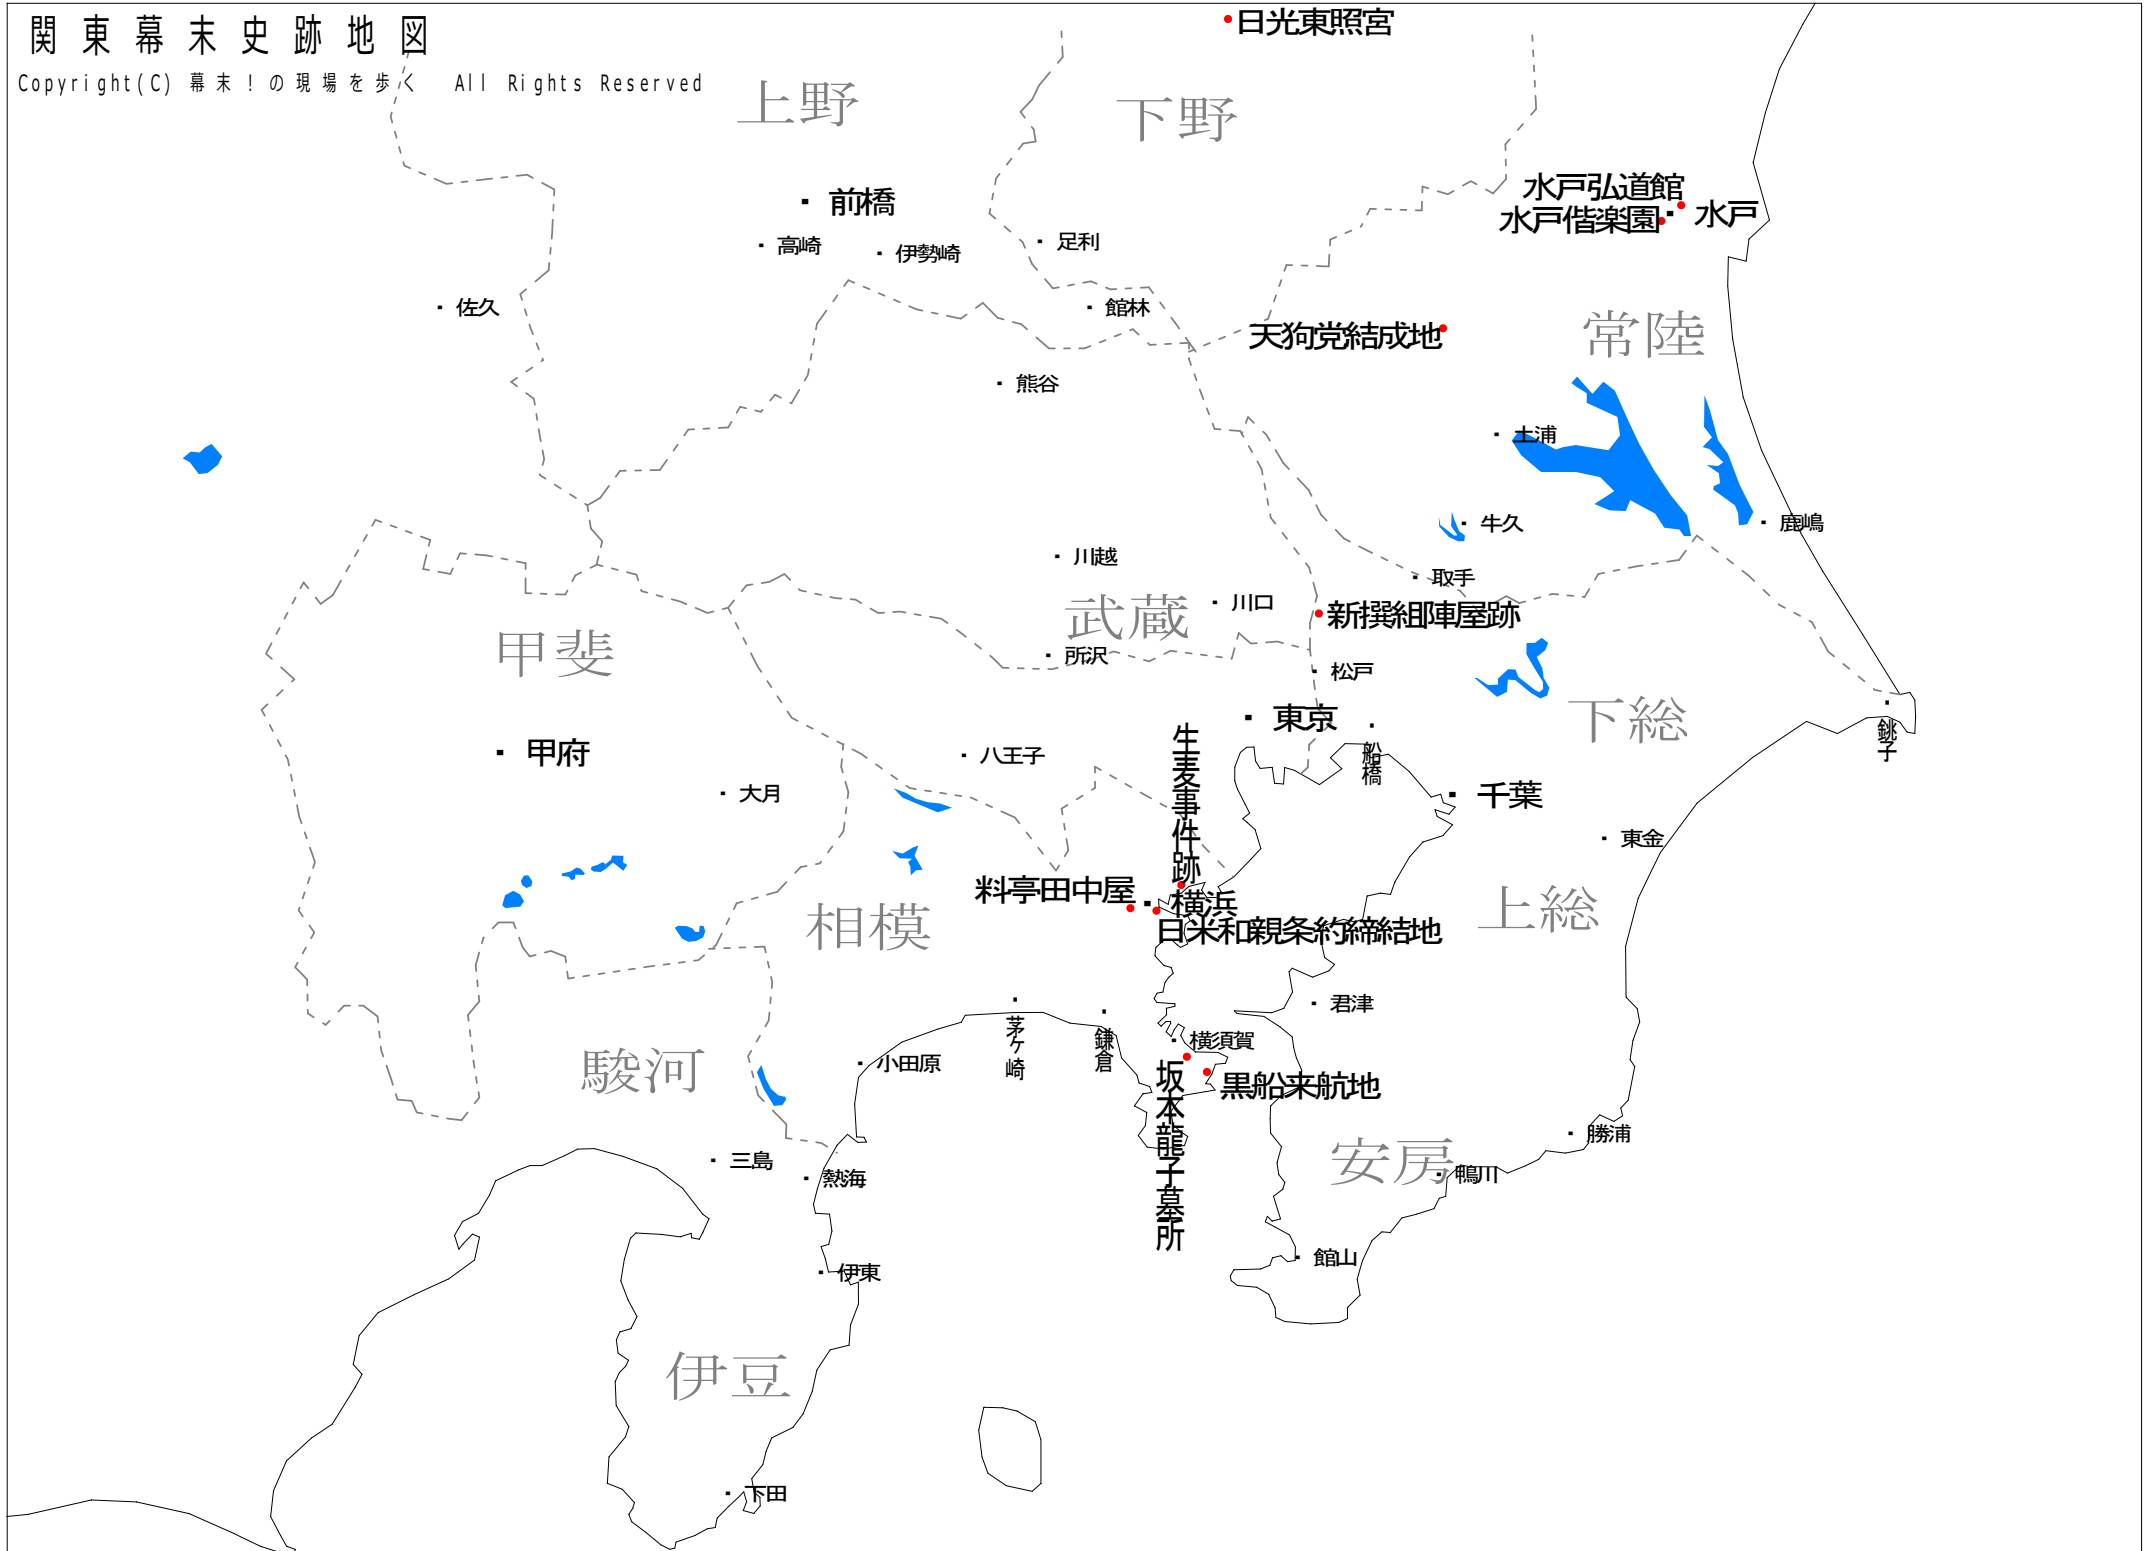 関東幕末史跡地図
Copyright(C) 幕末！の現場を歩く All Rights Reserved
日光東照宮
上野
下野
前橋
水戸弘道館
水戸偕楽園
水戸
高崎
伊勢崎
足利
佐久
館林
天狗党結成地
常陸
熊谷
土浦
牛久
鹿嶋
川越
取手
武蔵
川口
新撰組陣屋跡
甲斐
所沢
松戸
下総
東京
銚子
甲府
八王子
生麦事件跡
船橋
大月
千葉
東金
料亭田中屋
横浜
日米和親条約締結地
相模
上総
君津
茅ヶ崎
鎌倉
横須賀
駿河
小田原
坂本龍子墓所
黒船来航地
勝浦
三島
熱海
安房
鴨川
伊東
館山
伊豆
下田